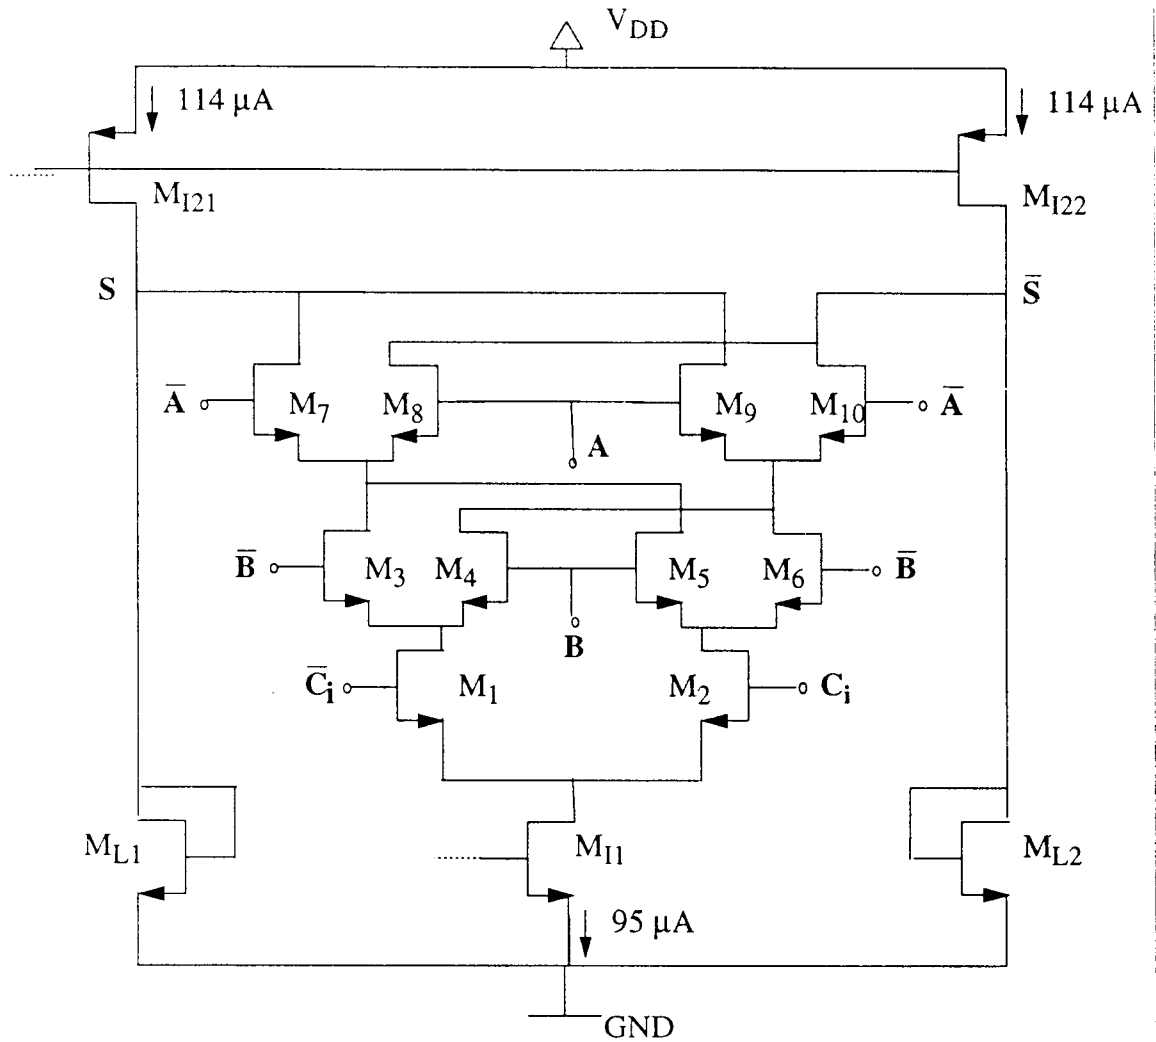 V_DD
114 µA
114 µA
M_I21
M_I22
S
S̅
A̅
M_7
M_8
M_9
M_10
A̅
A
B̅
M_3
M_4
M_5
M_6
B̅
B
C̅_i
M_1
M_2
C_i
M_L1
M_I1
M_L2
95 µA
GND